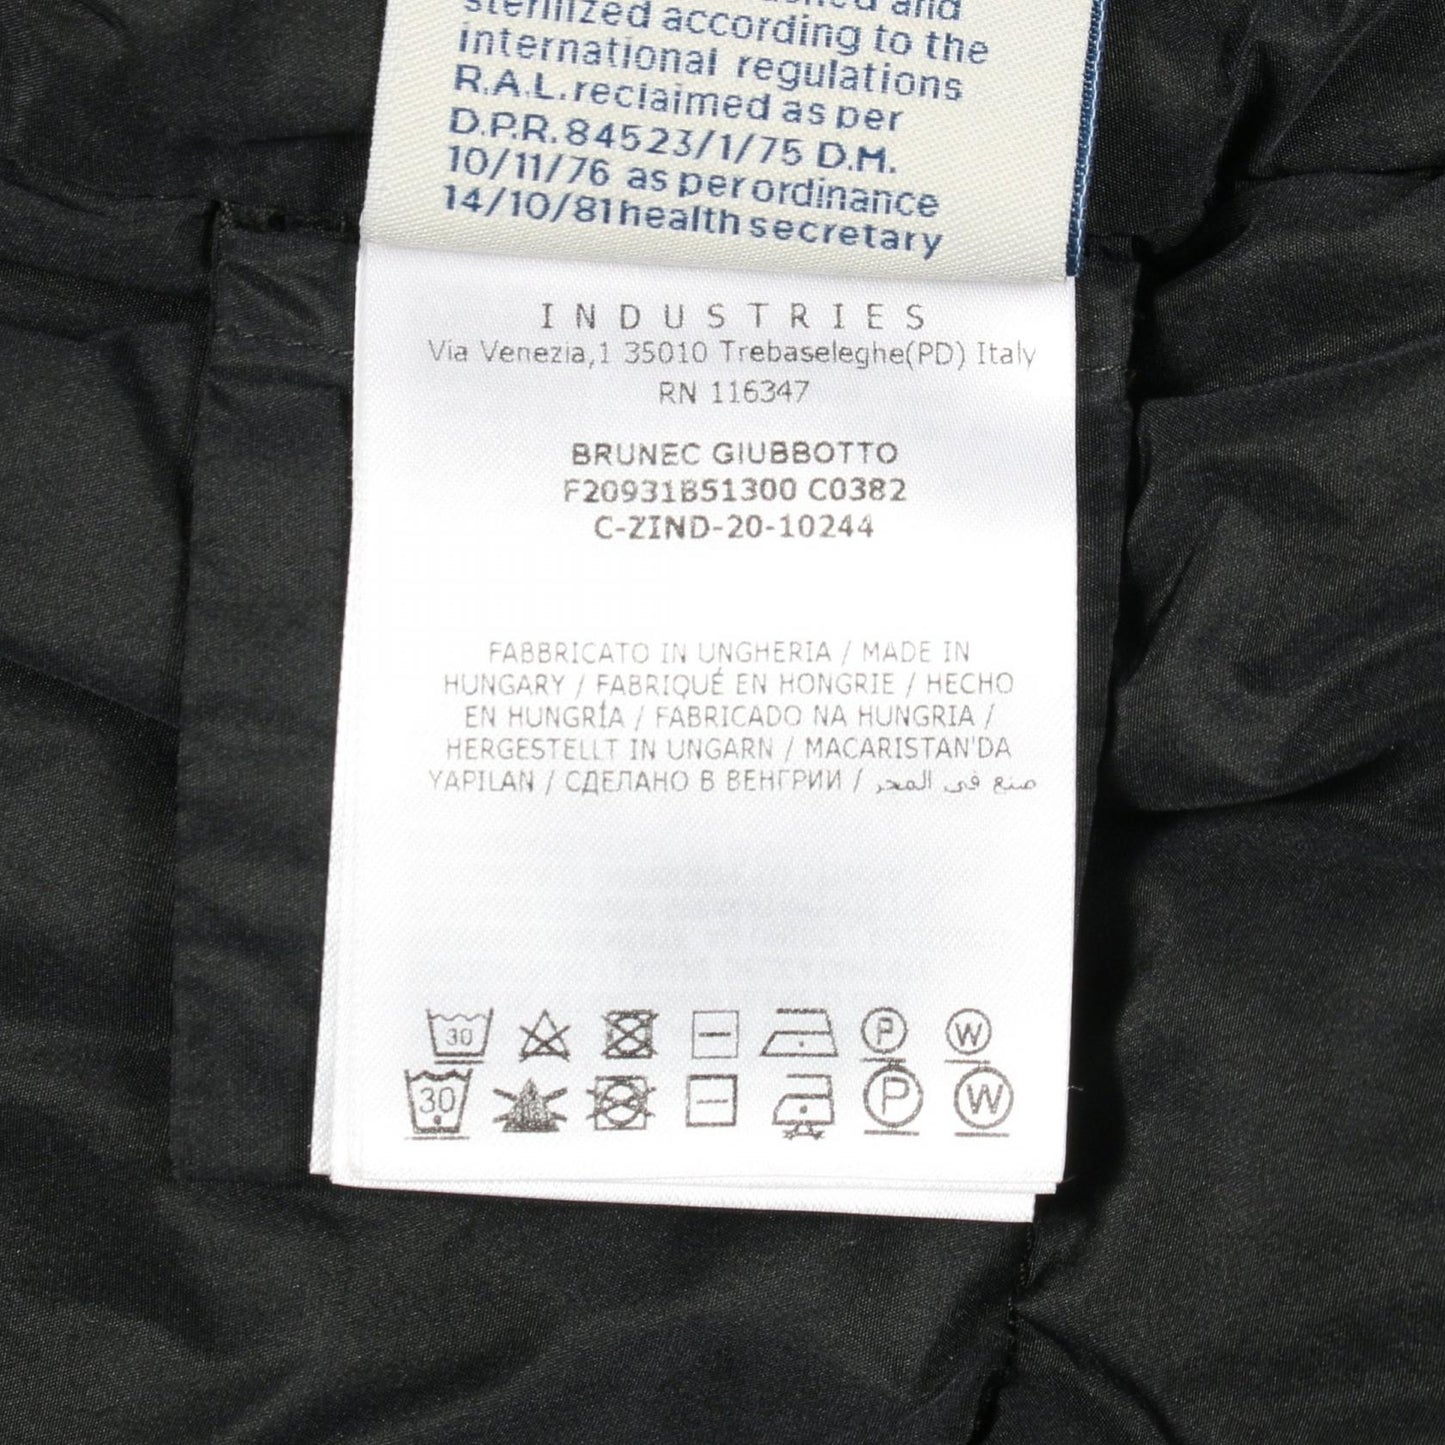 and
sterilized according to the
international regulations
R.A.L. reclaimed as per
D.P.R. 84523/1/75 D.M.
10/11/76 as per ordinance
14/10/81 health secretary
INDUSTRIES
Via Venezia,1 35010 Trebaseleghe(PD) Italy
RN 116347
BRUNEC GIUBBOTTO
F20931B51300 C0382
C-ZIND-20-10244
FABBRICATO IN UNGHERIA / MADE IN
HUNGARY / FABRIQUÉ EN HONGRIE / HECHO
EN HUNGRÍA / FABRICADO NA HUNGRIA /
HERGESTELLT IN UNGARN / MACARISTAN'DA
YAPILAN / СДЕЛАНО В ВЕНГРИИ / صنع في المجر
30 P W
30 P W